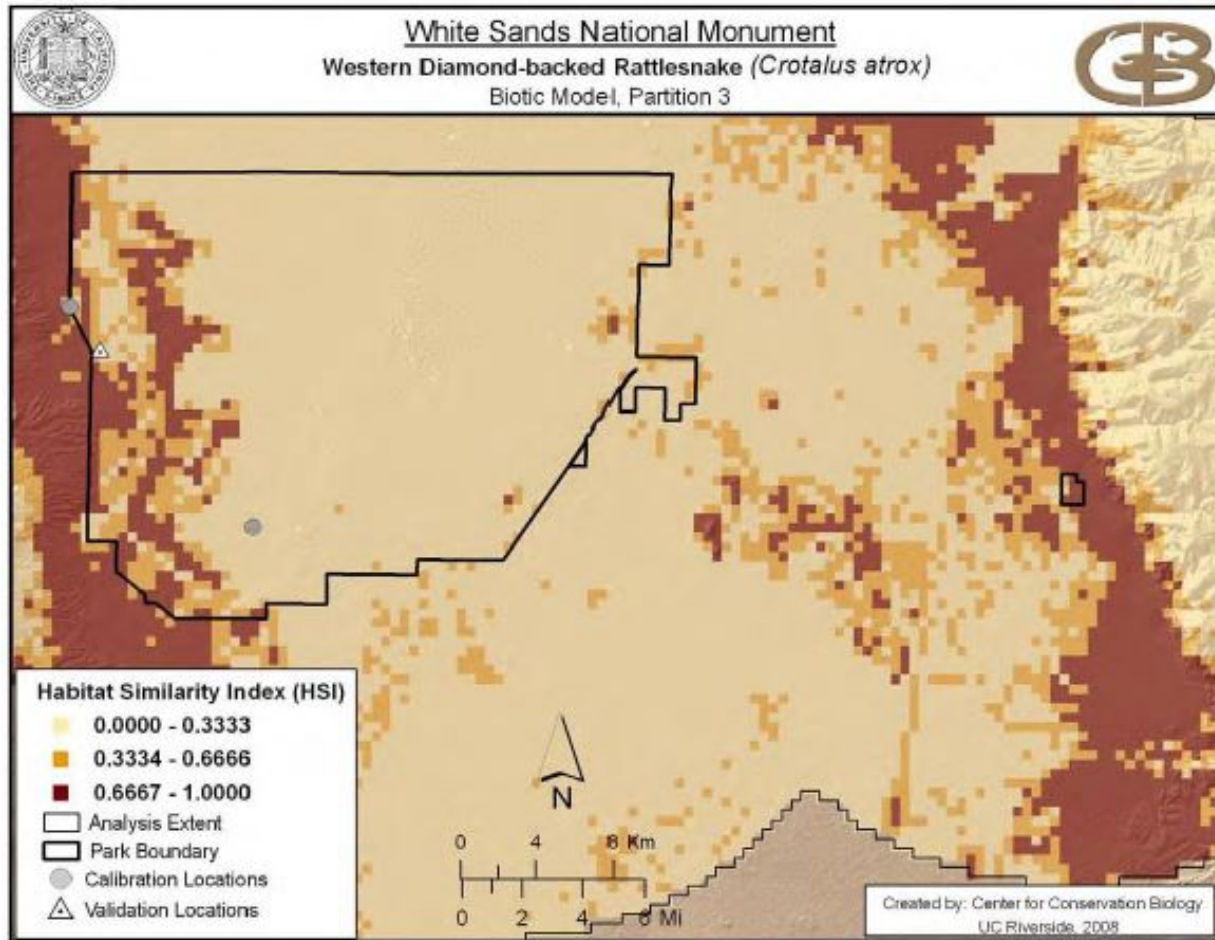 White Sands National Monument
Western Diamond-backed Rattlesnake (Crotalus atrox)
Biotic Model, Partition 3
Habitat Similarity Index (HSI)
0.0000 - 0.3333
0.3334 - 0.6666
0.6667 - 1.0000
Analysis Extent
Park Boundary
Calibration Locations
Validation Locations
N
0 4 8 Km
0 2 4 6 Mi
Created by: Center for Conservation Biology
UC Riverside, 2008